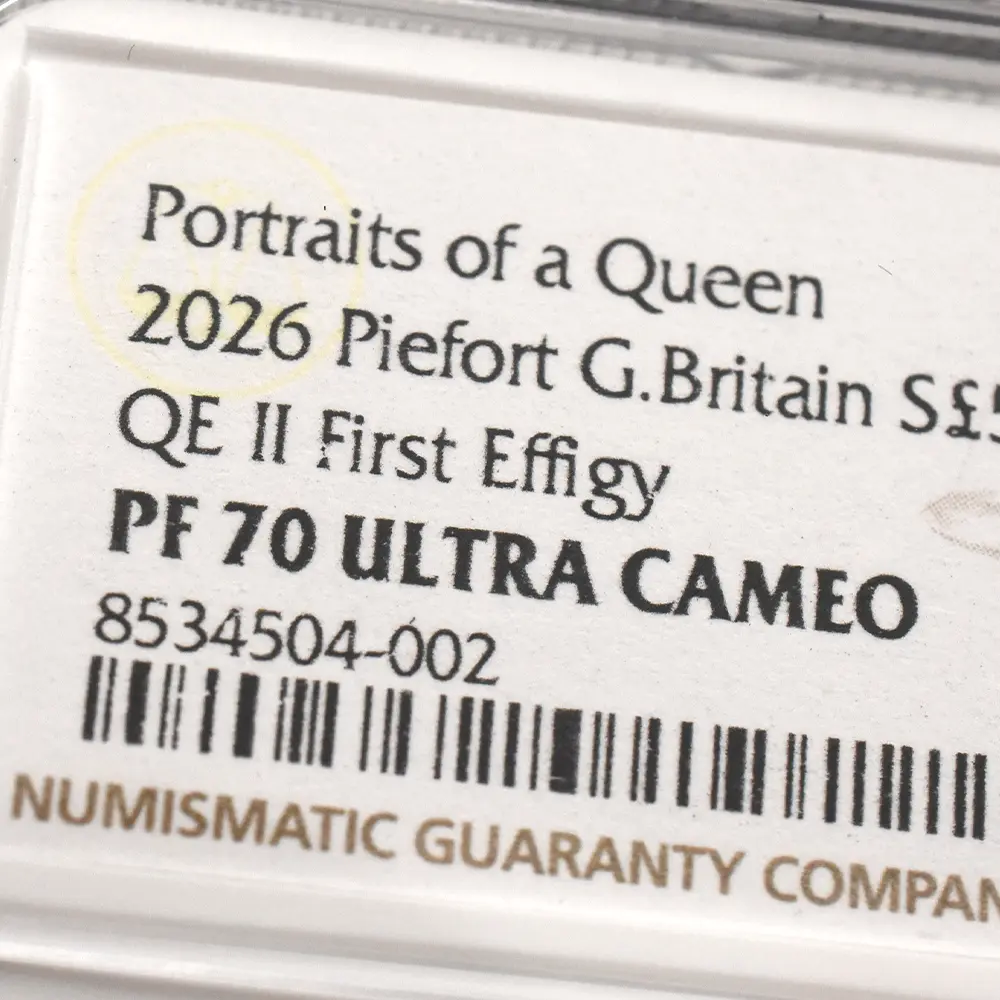 Portraits of a Queen
2026 Piefort G.Britain S£5
QE II First Effigy
PF 70 ULTRA CAMEO
8534504-002
NUMISMATIC GUARANTY COMPAN